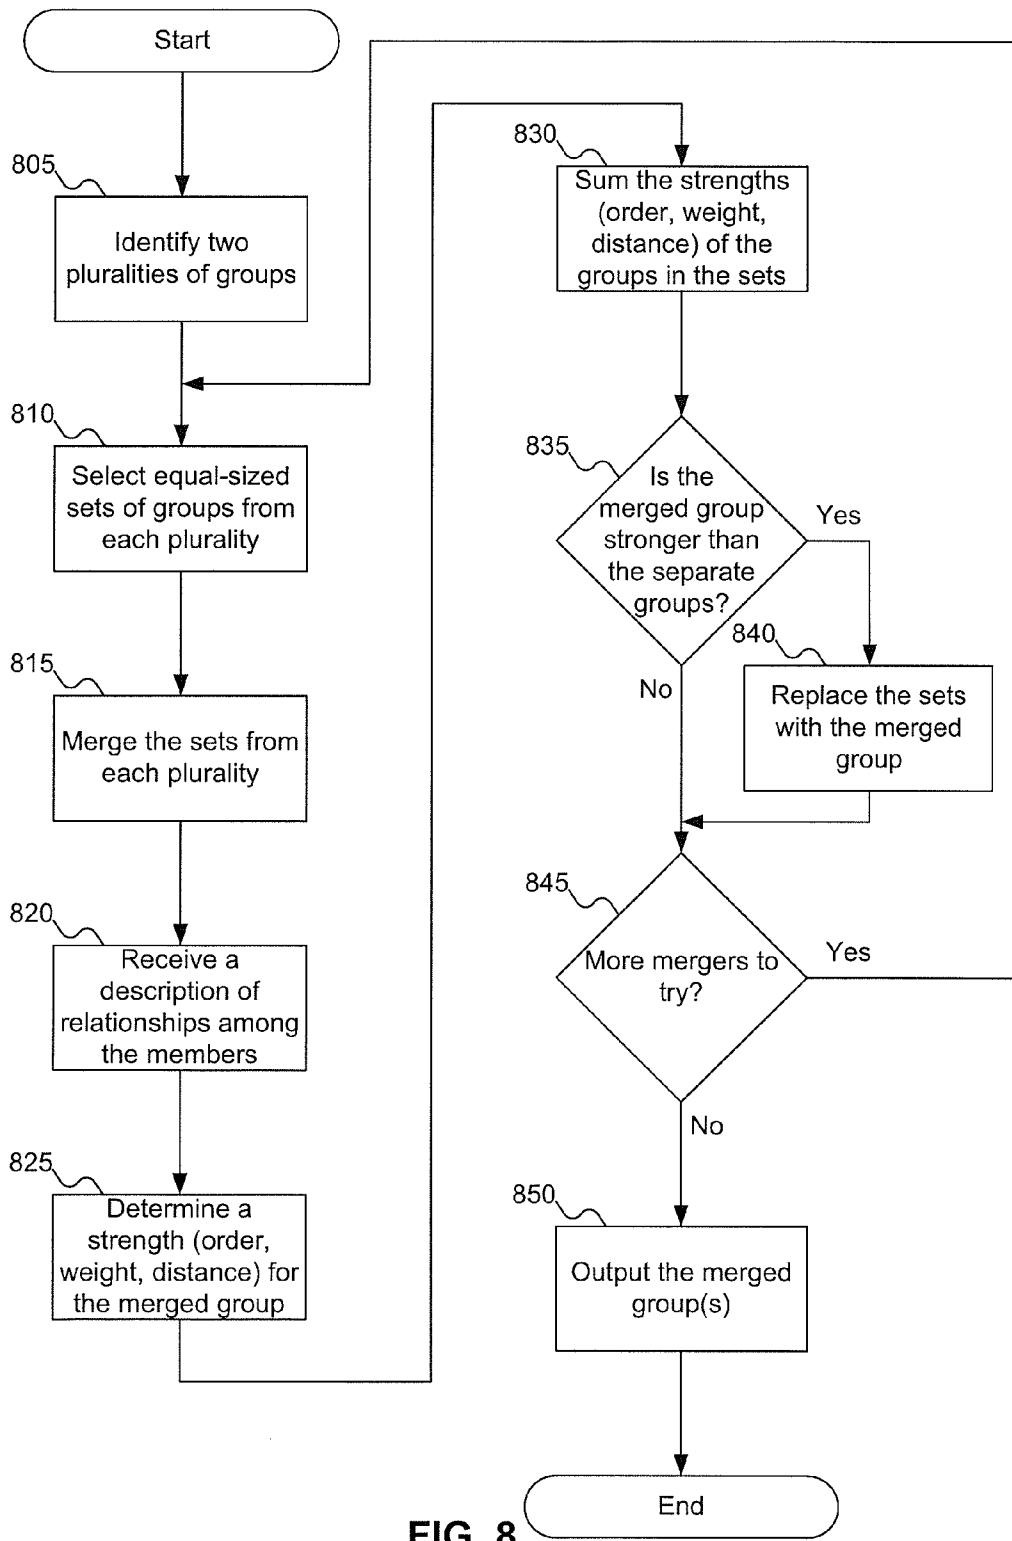 Start
805
Identify two
pluralities of groups
810
Select equal-sized
sets of groups from
each plurality
815
Merge the sets from
each plurality
820
Receive a
description of
relationships among
the members
825
Determine a
strength (order,
weight, distance) for
the merged group
830
Sum the strengths
(order, weight,
distance) of the
groups in the sets
835
Is the
merged group
stronger than
the separate
groups?
Yes
No
840
Replace the sets
with the merged
group
845
More mergers to
try?
Yes
No
850
Output the merged
group(s)
End
FIG. 8